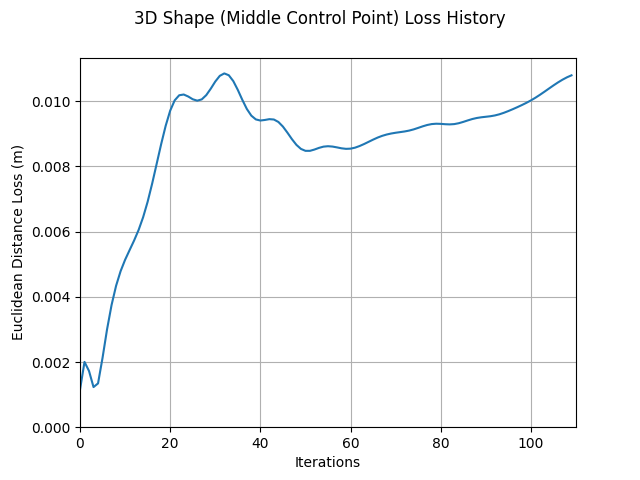 3D Shape (Middle Control Point) Loss History
Euclidean Distance Loss (m)
0.010
0.008
0.006
0.004
0.002
0.000
0 20 40 60 80 100
Iterations